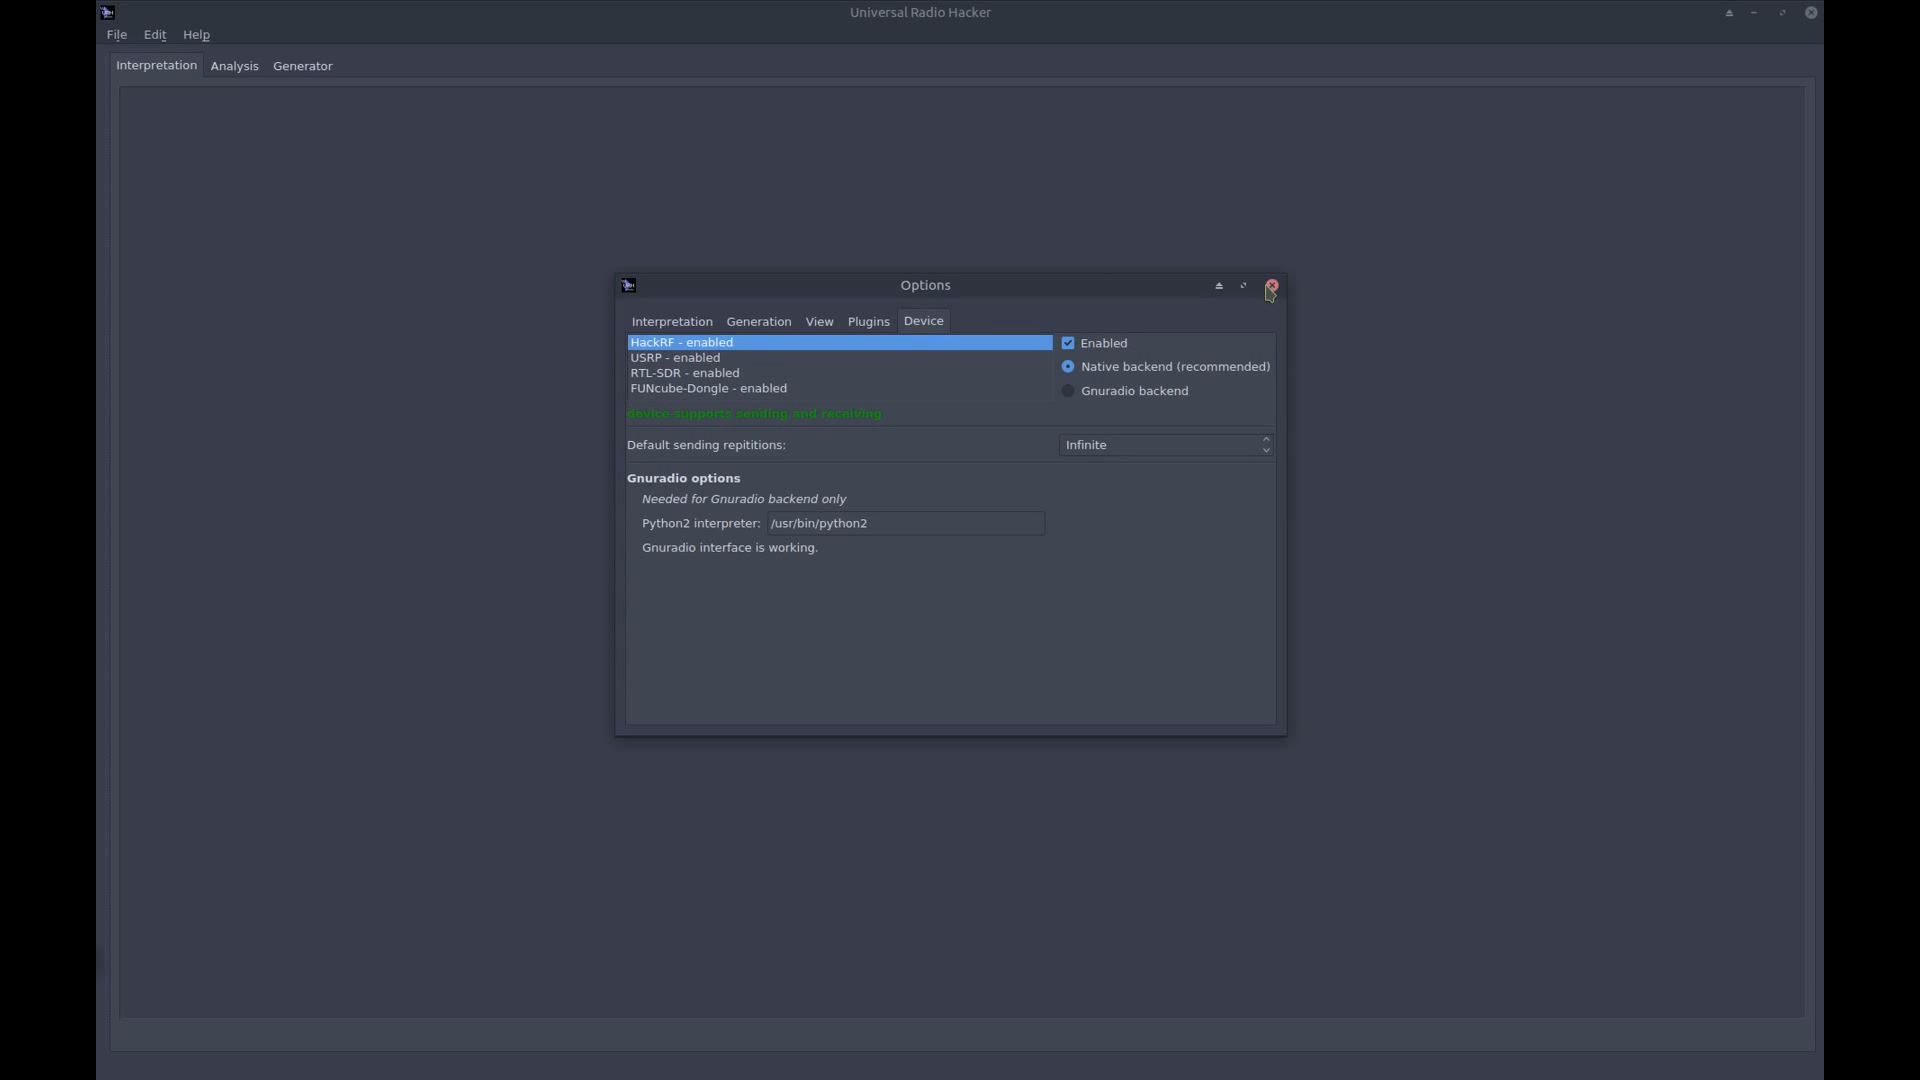 Universal Radio Hacker
File Edit Help
Interpretation Analysis Generator
Options
Interpretation Generation View Plugins Device
HackRF - enabled
USRP - enabled
RTL-SDR - enabled
FUNcube-Dongle - enabled
Enabled
Native backend (recommended)
Gnuradio backend
device supports sending and receiving
Default sending repititions: Infinite
Gnuradio options
Needed for Gnuradio backend only
Python2 interpreter: /usr/bin/python2
Gnuradio interface is working.